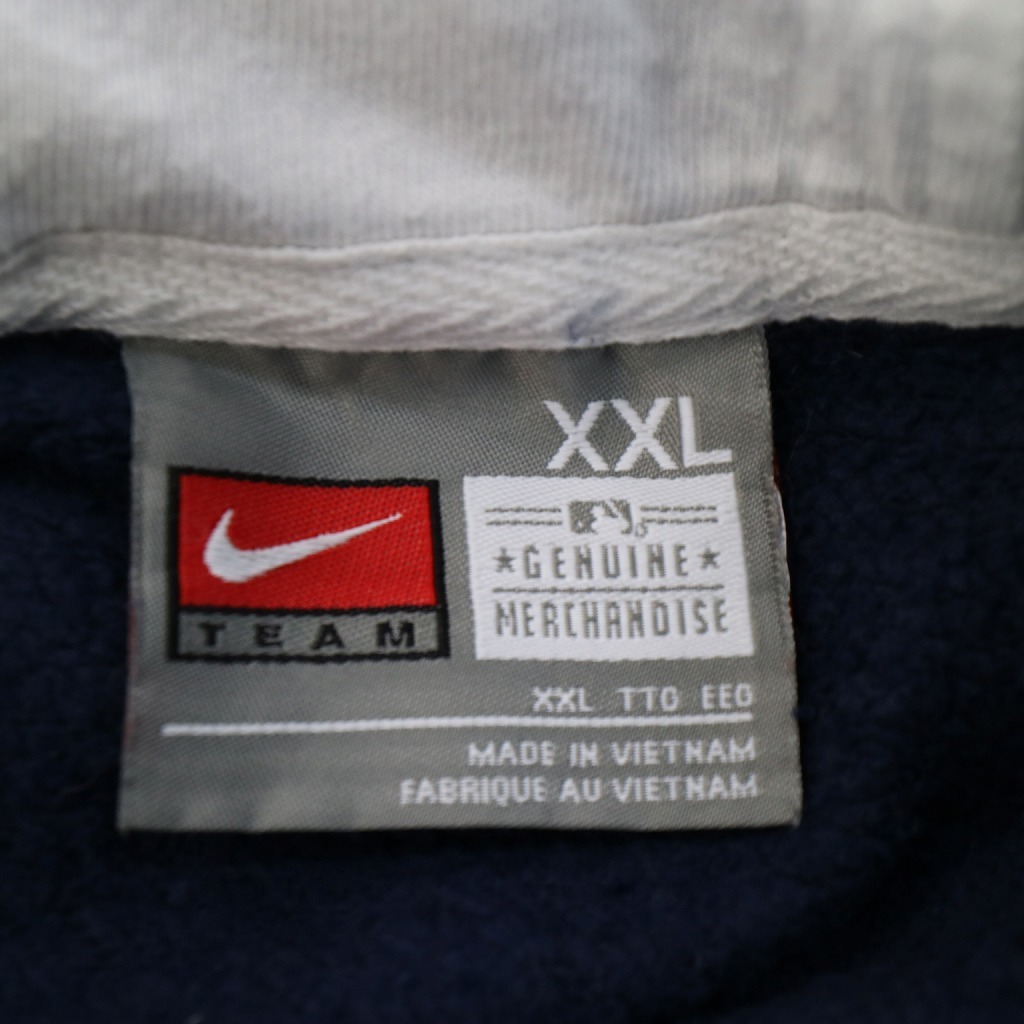 XXL
TEAM
★GENUINE★
MERCHANDISE
XXL TTG EEG
MADE IN VIETNAM
FABRIQUE AU VIETNAM